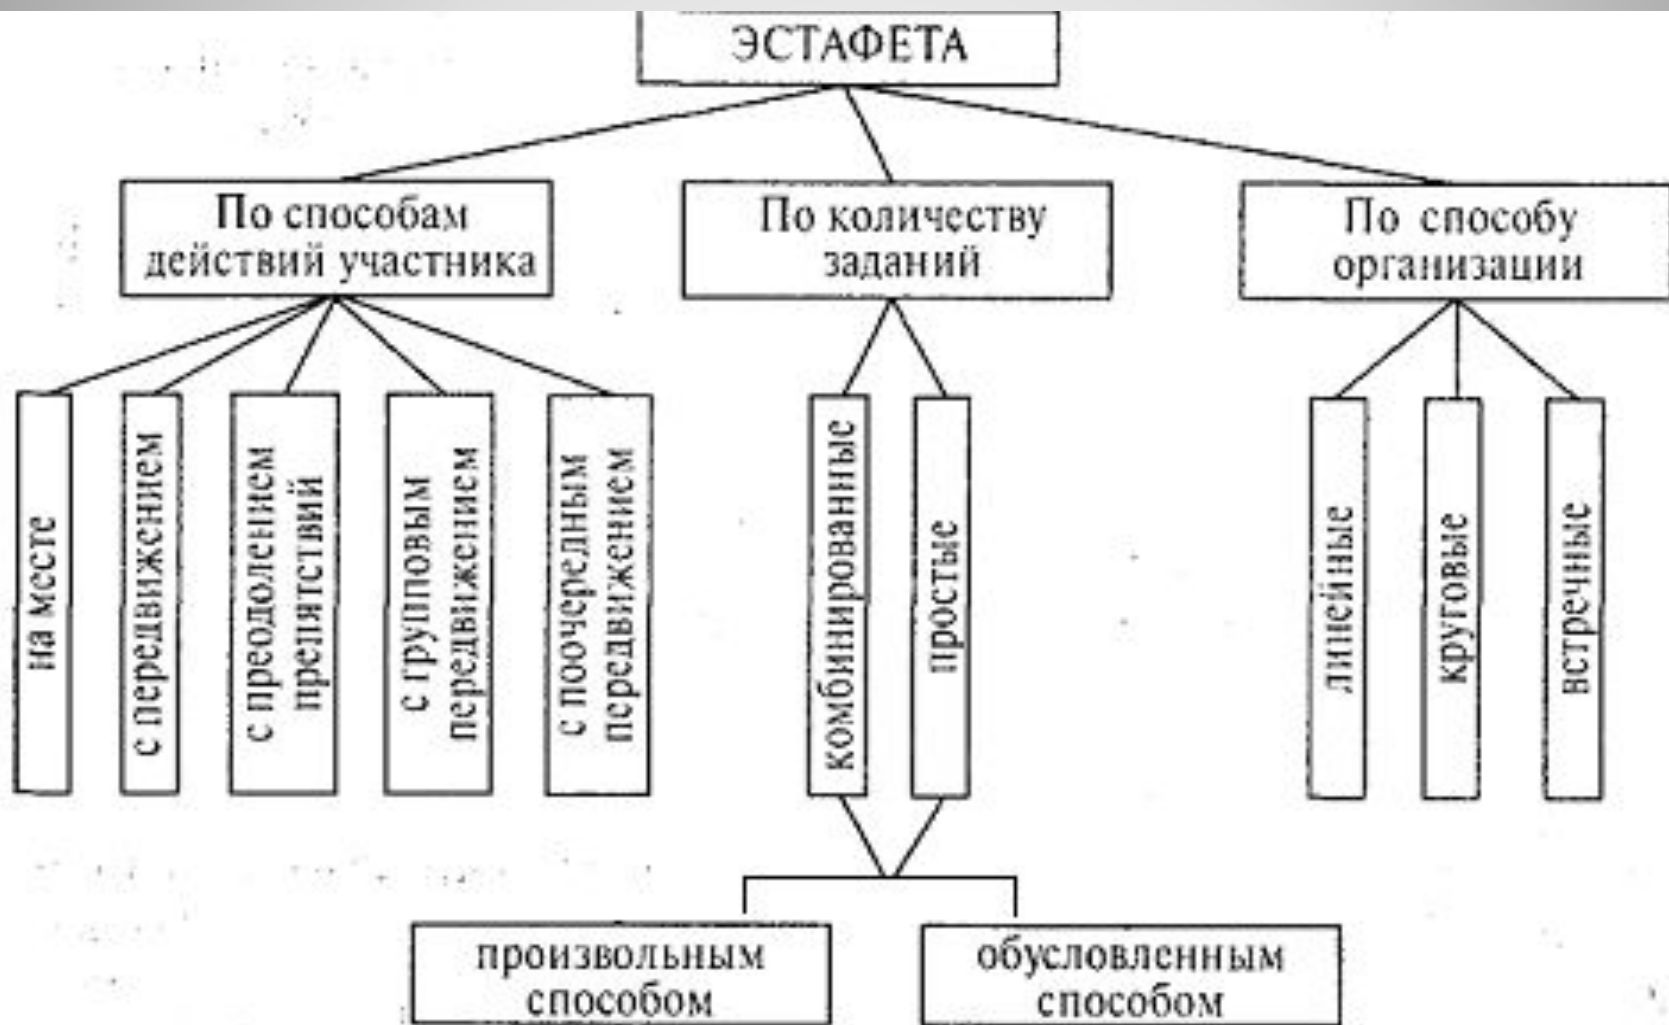 ЭСТАФЕТА
По способам
действий участника
По количеству
заданий
По способу
организации
на месте
с передвижением
с преодолением
препятствий
с групповым
передвижением
с поочередным
передвижением
комбинированные
простые
линейные
круговые
встречные
произвольным
способом
обусловленным
способом